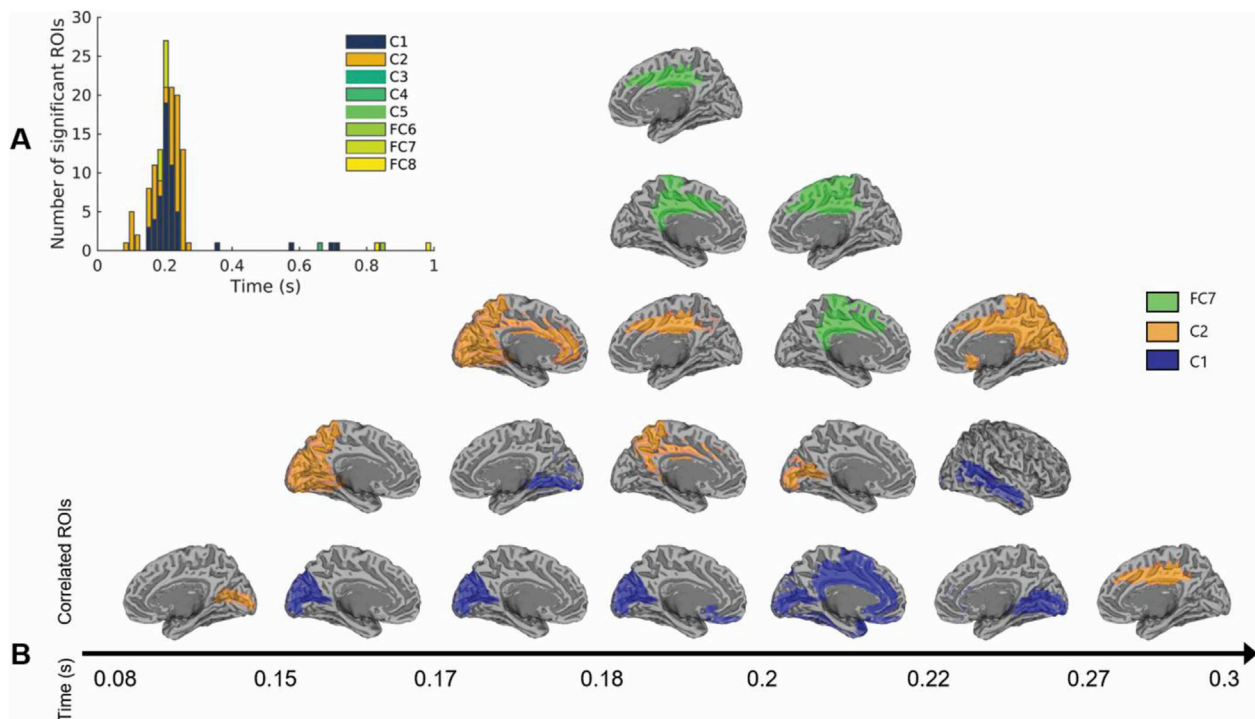 A
Number of significant ROIs
30
25
20
15
10
5
0
0 0.2 0.4 0.6 0.8 1
Time (s)
C1
C2
C3
C4
C5
FC6
FC7
FC8
FC7
C2
C1
B
Correlated ROIs
Time (s)
0.08 0.15 0.17 0.18 0.2 0.22 0.27 0.3